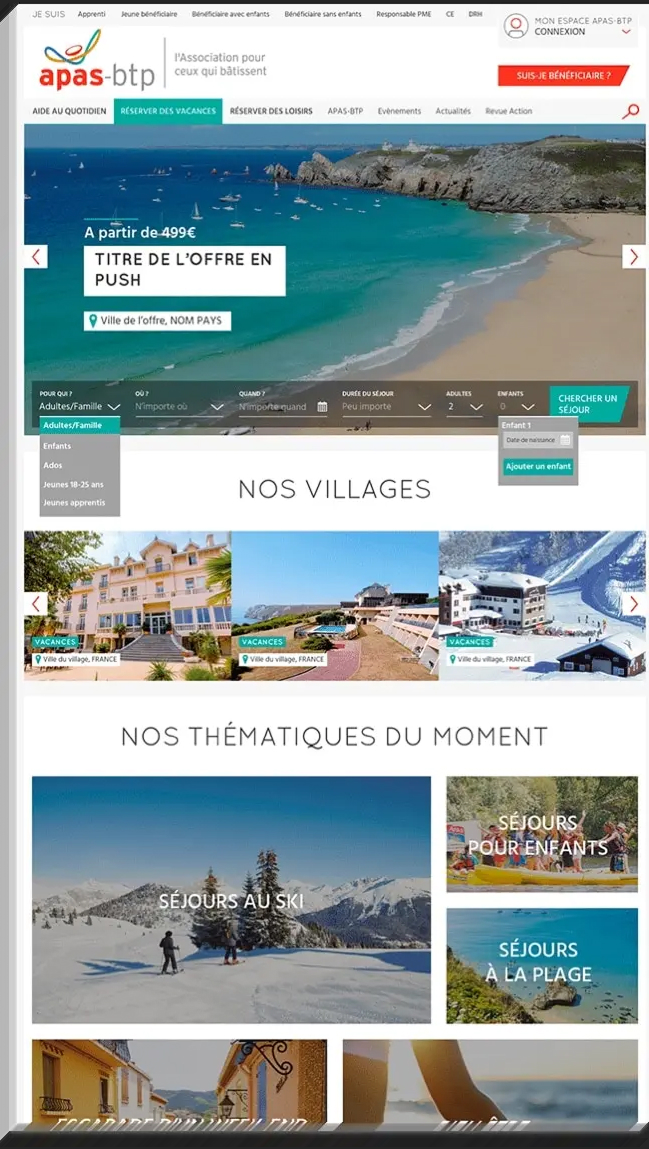 JE SUIS Apprenti Jeune bénéficiaire Bénéficiaire avec enfants Bénéficiaire sans enfants Responsable PME CE DRH
MON ESPACE APAS-BTP
CONNEXION
apas-btp
l'Association pour
ceux qui bâtissent
SUIS-JE BÉNÉFICIAIRE ?
AIDE AU QUOTIDIEN RÉSERVER DES VACANCES RÉSERVER DES LOISIRS APAS-BTP Evénements Actualités Revue Action
A partir de 499€
TITRE DE L'OFFRE EN
PUSH
Ville de l'offre, NOM PAYS
POUR QUI ? OÙ ? QUAND ? DURÉE DU SÉJOUR ADULTES ENFANTS
Adultes/Famille N'importe où N'importe quand Peu importe 2 0
CHERCHER UN
SÉJOUR
Adultes/Famille
Enfants
Ados
Jeunes 18-25 ans
Jeunes apprentis
Enfant 1
Date de naissance
Ajouter un enfant
NOS VILLAGES
VACANCES VACANCES VACANCES
Ville du village, FRANCE Ville du village, FRANCE Ville du village, FRANCE
NOS THÉMATIQUES DU MOMENT
SÉJOURS AU SKI
SÉJOURS
POUR ENFANTS
SÉJOURS
À LA PLAGE
ESCAPADE D'UN WEEK-END